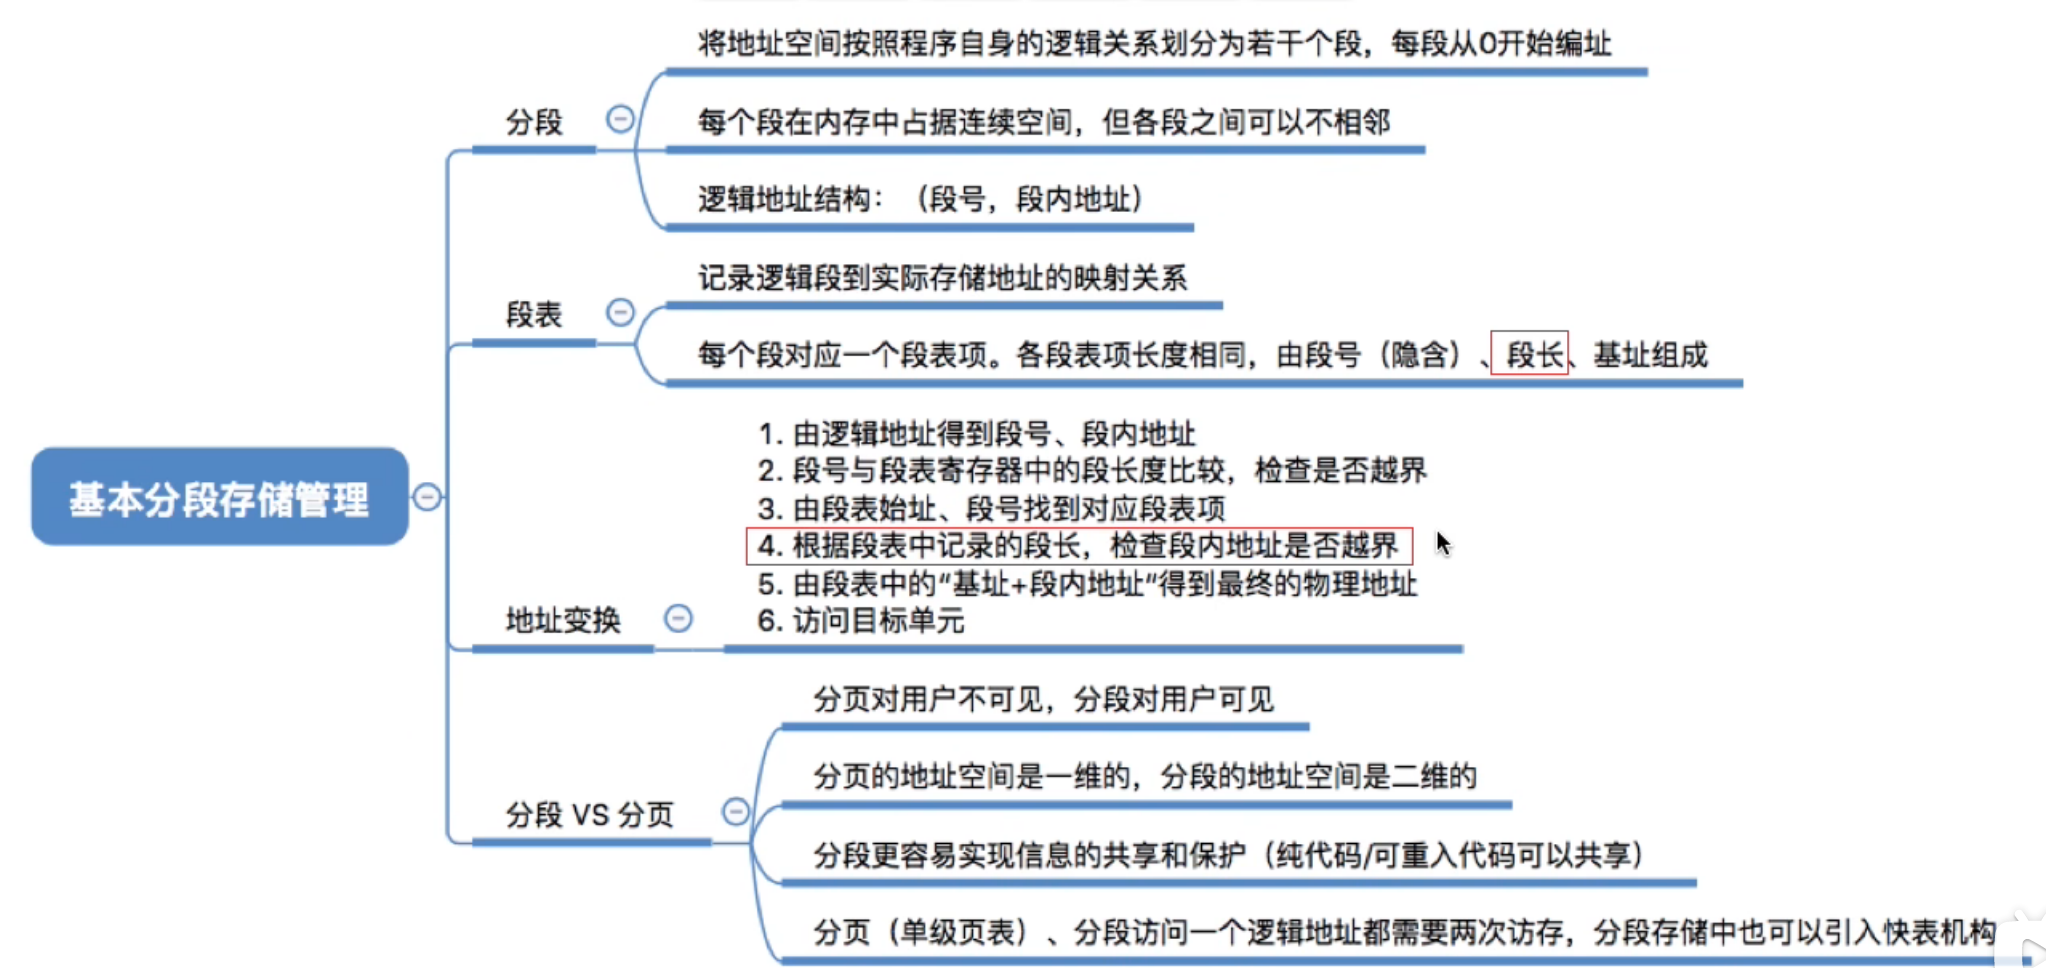 将地址空间按照程序自身的逻辑关系划分为若干个段，每段从0开始编址
分段
每个段在内存中占据连续空间，但各段之间可以不相邻
逻辑地址结构：（段号，段内地址）
记录逻辑段到实际存储地址的映射关系
段表
每个段对应一个段表项。各段表项长度相同，由段号（隐含）、段长、基址组成
基本分段存储管理
1. 由逻辑地址得到段号、段内地址
2. 段号与段表寄存器中的段长度比较，检查是否越界
3. 由段表始址、段号找到对应段表项
4. 根据段表中记录的段长，检查段内地址是否越界
5. 由段表中的“基址+段内地址”得到最终的物理地址
6. 访问目标单元
地址变换
分页对用户不可见，分段对用户可见
分页的地址空间是一维的，分段的地址空间是二维的
分段 VS 分页
分段更容易实现信息的共享和保护（纯代码/可重入代码可以共享）
分页（单级页表）、分段访问一个逻辑地址都需要两次访存，分段存储中也可以引入快表机构